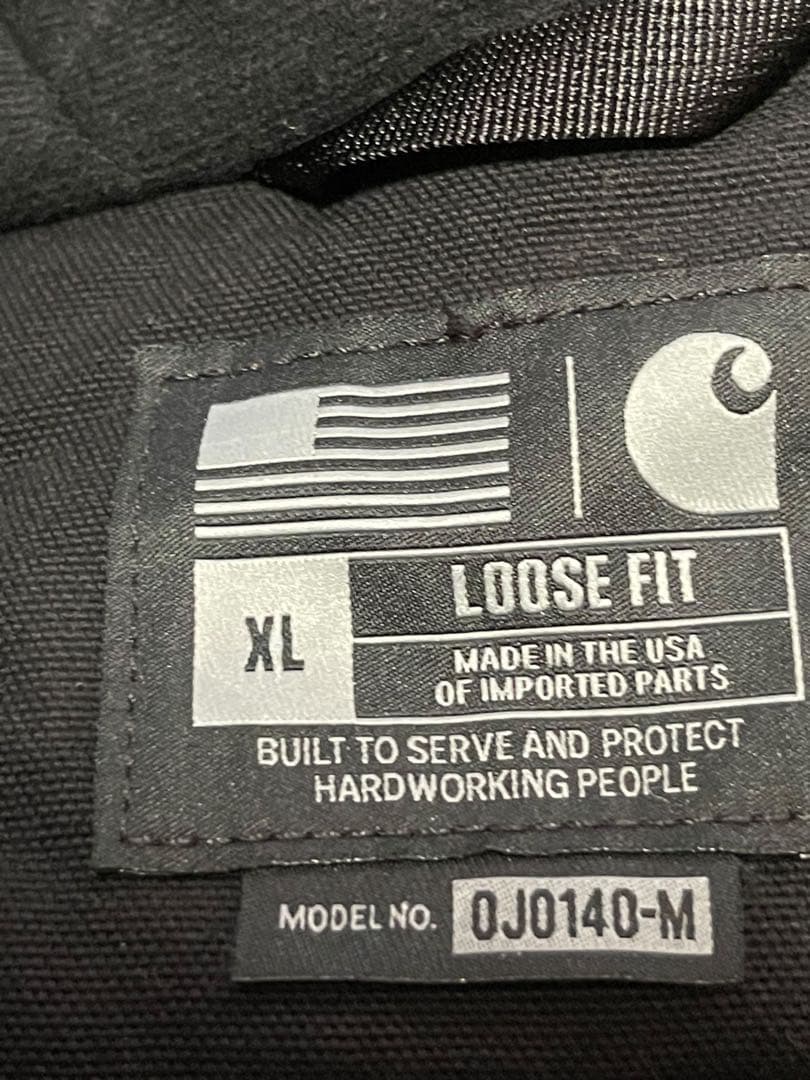 XL
LOOSE FIT
MADE IN THE USA
OF IMPORTED PARTS
BUILT TO SERVE AND PROTECT
HARDWORKING PEOPLE
MODEL NO. 0J0140-M